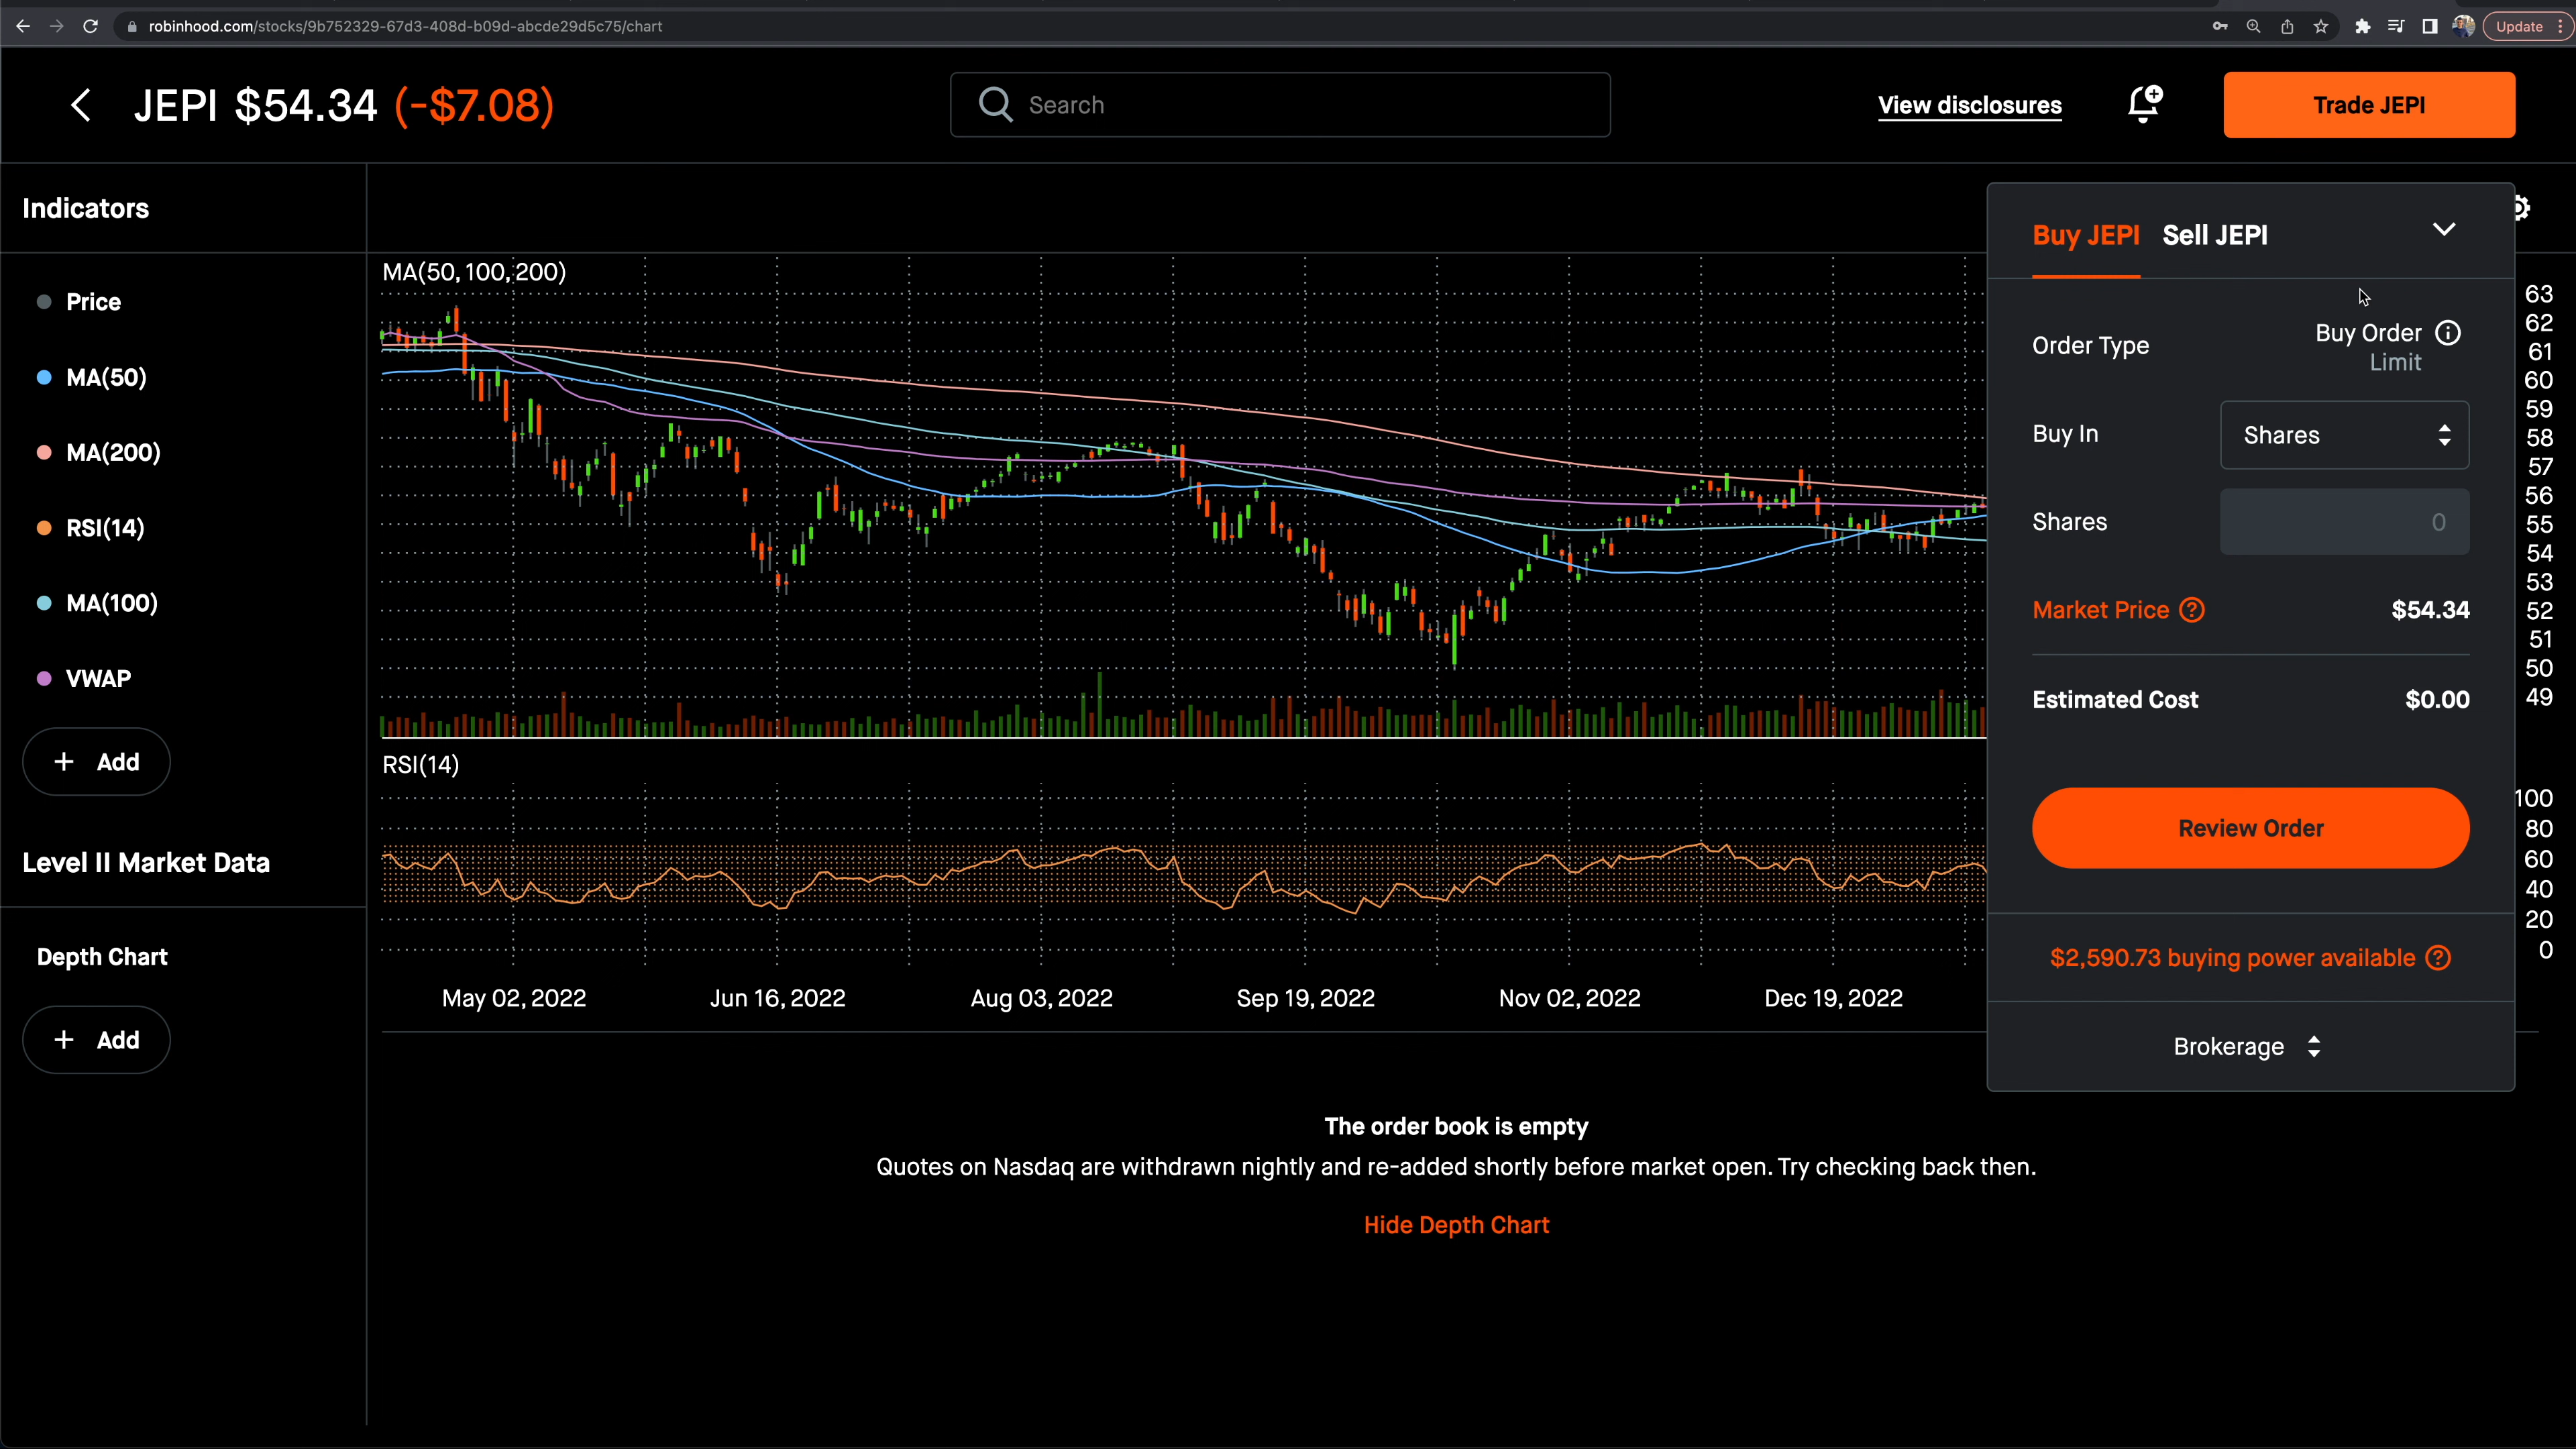 robinhood.com/stocks/9b752329-67d3-408d-b09d-abcde29d5c75/chart
Update
JEPI $54.34 (-$7.08)
Search
View disclosures
Trade JEPI
Indicators
Price
MA(50)
MA(200)
RSI(14)
MA(100)
VWAP
+ Add
Level II Market Data
Depth Chart
+ Add
MA(50, 100, 200)
63
62
61
60
59
58
57
56
55
54
53
52
51
50
49
RSI(14)
100
80
60
40
20
0
May 02, 2022
Jun 16, 2022
Aug 03, 2022
Sep 19, 2022
Nov 02, 2022
Dec 19, 2022
Buy JEPI Sell JEPI
Order Type
Buy Order
Limit
Buy In
Shares
Shares
0
Market Price
$54.34
Estimated Cost
$0.00
Review Order
$2,590.73 buying power available
Brokerage
The order book is empty
Quotes on Nasdaq are withdrawn nightly and re-added shortly before market open. Try checking back then.
Hide Depth Chart